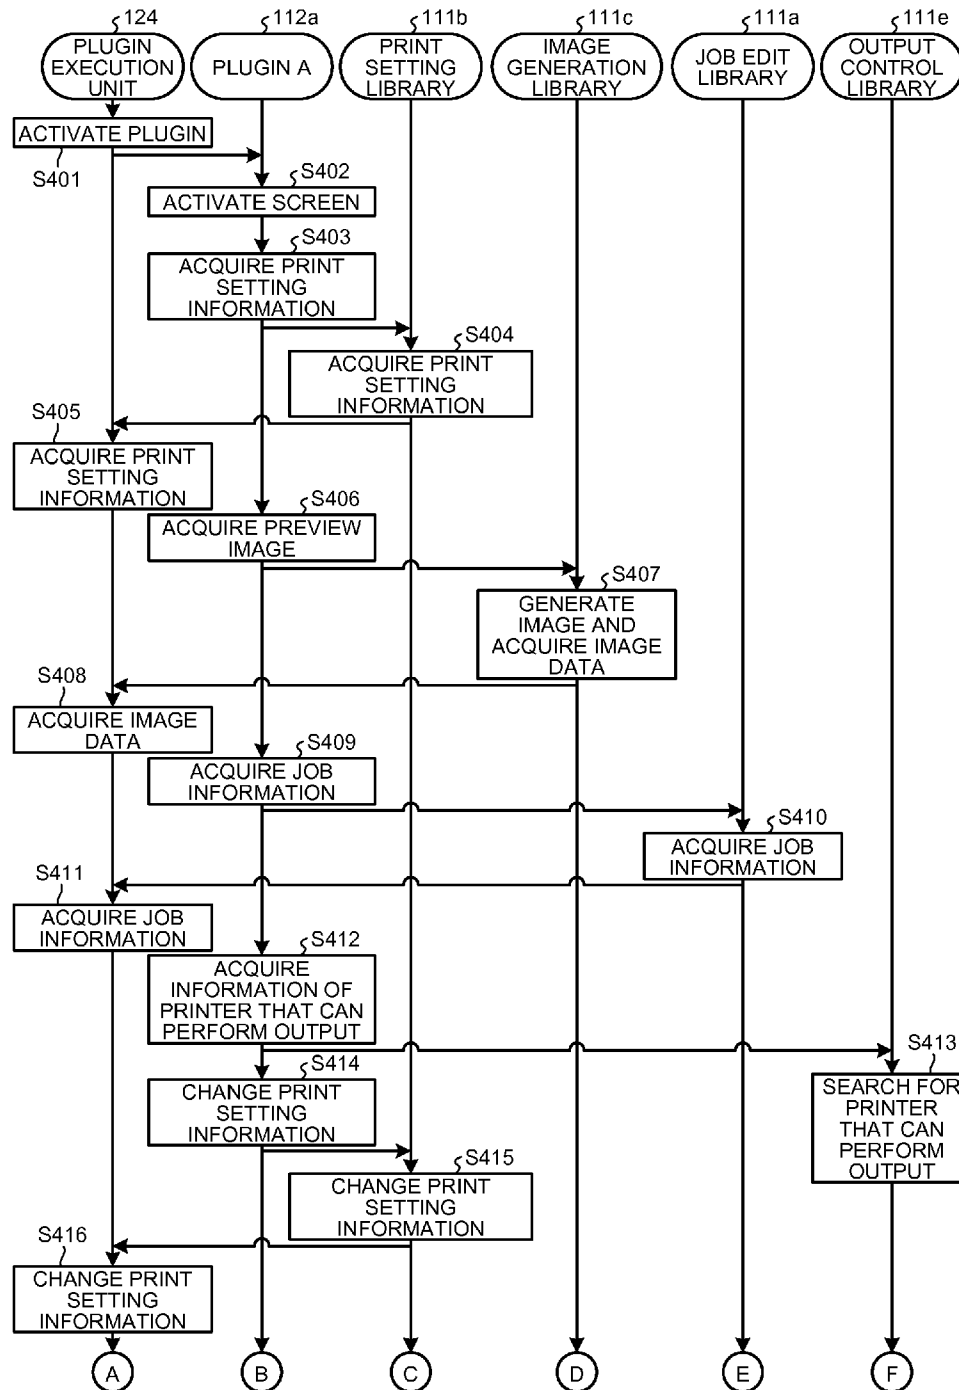 124
112a
111b
111c
111a
111e
PLUGIN
EXECUTION
UNIT
PLUGIN A
PRINT
SETTING
LIBRARY
IMAGE
GENERATION
LIBRARY
JOB EDIT
LIBRARY
OUTPUT
CONTROL
LIBRARY
ACTIVATE PLUGIN
S401
S402
ACTIVATE SCREEN
S403
ACQUIRE PRINT
SETTING
INFORMATION
S404
ACQUIRE PRINT
SETTING
INFORMATION
S405
ACQUIRE PRINT
SETTING
INFORMATION
S406
ACQUIRE PREVIEW
IMAGE
S407
GENERATE
IMAGE AND
ACQUIRE IMAGE
DATA
S408
ACQUIRE IMAGE
DATA
S409
ACQUIRE JOB
INFORMATION
S410
ACQUIRE JOB
INFORMATION
S411
ACQUIRE JOB
INFORMATION
S412
ACQUIRE
INFORMATION OF
PRINTER THAT CAN
PERFORM OUTPUT
S413
SEARCH FOR
PRINTER
THAT CAN
PERFORM
OUTPUT
S414
CHANGE PRINT
SETTING
INFORMATION
S415
CHANGE PRINT
SETTING
INFORMATION
S416
CHANGE PRINT
SETTING
INFORMATION
A
B
C
D
E
F